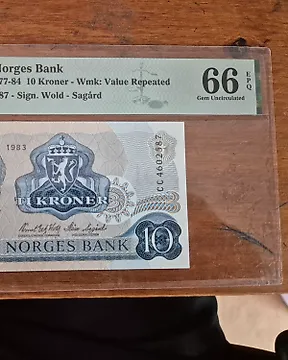 Norges Bank
77-84 10 Kroner - Wmk: Value Repeated
87 - Sign. Wold - Sagård
66 EPQ
Gem Uncirculated
1983
TI KRONER
CC4602587
NORGES BANK
10